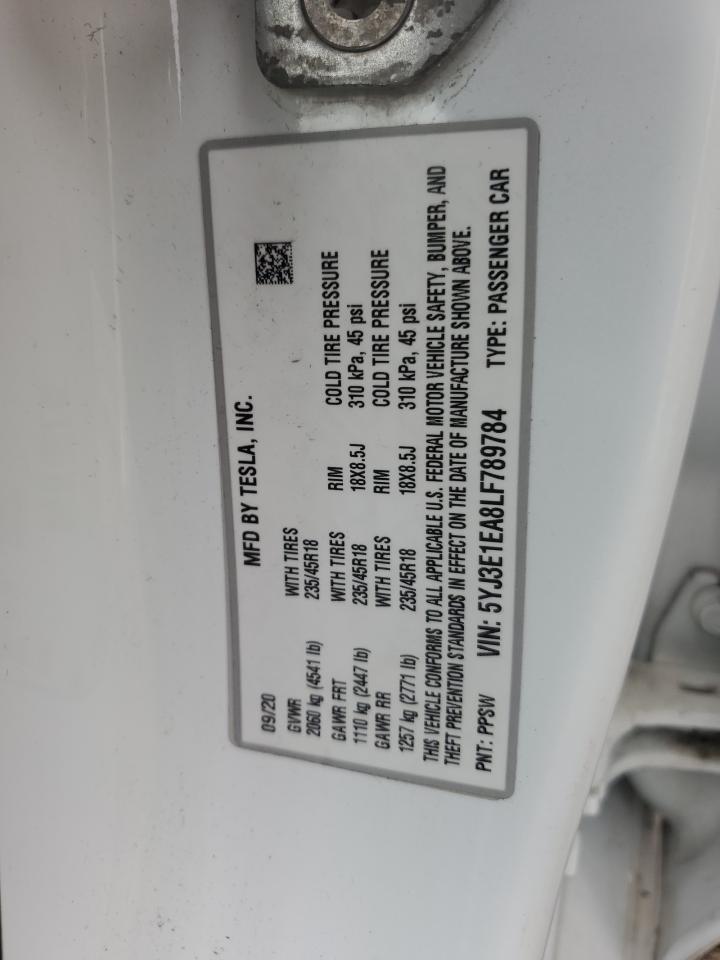 MFD BY TESLA, INC.
09/20
GVWR WITH TIRES
2060 kg (4541 lb) 235/45R18
GAWR FRT WITH TIRES RIM COLD TIRE PRESSURE
1110 kg (2447 lb) 235/45R18 18X8.5J 310 kPa, 45 psi
GAWR RR WITH TIRES RIM COLD TIRE PRESSURE
1257 kg (2771 lb) 235/45R18 18X8.5J 310 kPa, 45 psi
THIS VEHICLE CONFORMS TO ALL APPLICABLE U.S. FEDERAL MOTOR VEHICLE SAFETY, BUMPER, AND
THEFT PREVENTION STANDARDS IN EFFECT ON THE DATE OF MANUFACTURE SHOWN ABOVE.
PNT: PPSW VIN: 5YJ3E1EA8LF789784 TYPE: PASSENGER CAR